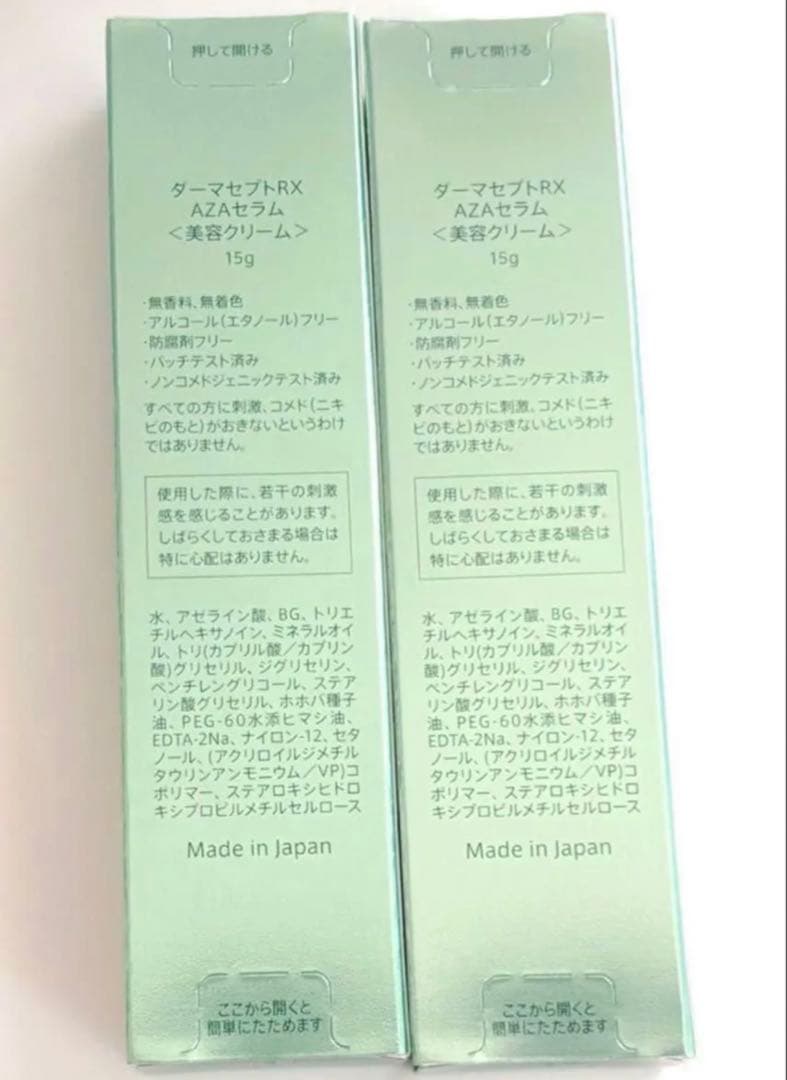 押して開ける
ダーマセプトRX
AZAセラム
＜美容クリーム＞
15g
・無香料、無着色
・アルコール（エタノール）フリー
・防腐剤フリー
・パッチテスト済み
・ノンコメドジェニックテスト済み
すべての方に刺激、コメド（ニキ
ビのもと）がおきないというわけ
ではありません。
使用した際に、若干の刺激
感を感じることがあります。
しばらくしておさまる場合は
特に心配はありません。
水、アゼライン酸、BG、トリエ
チルヘキサノイン、ミネラルオイ
ル、トリ(カプリル酸／カプリン
酸)グリセリル、ジグリセリン、
ペンチレングリコール、ステア
リン酸グリセリル、ホホバ種子
油、PEG-60水添ヒマシ油、
EDTA-2Na、ナイロン-12、セタ
ノール、(アクリロイルジメチル
タウリンアンモニウム／VP)コ
ポリマー、ステアロキシヒドロ
キシプロピルメチルセルロース
Made in Japan
ここから開くと
簡単にたためます
押して開ける
ダーマセプトRX
AZAセラム
＜美容クリーム＞
15g
・無香料、無着色
・アルコール（エタノール）フリー
・防腐剤フリー
・パッチテスト済み
・ノンコメドジェニックテスト済み
すべての方に刺激、コメド（ニキ
ビのもと）がおきないというわけ
ではありません。
使用した際に、若干の刺激
感を感じることがあります。
しばらくしておさまる場合は
特に心配はありません。
水、アゼライン酸、BG、トリエ
チルヘキサノイン、ミネラルオイ
ル、トリ(カプリル酸／カプリン
酸)グリセリル、ジグリセリン、
ペンチレングリコール、ステア
リン酸グリセリル、ホホバ種子
油、PEG-60水添ヒマシ油、
EDTA-2Na、ナイロン-12、セタ
ノール、(アクリロイルジメチル
タウリンアンモニウム／VP)コ
ポリマー、ステアロキシヒドロ
キシプロピルメチルセルロース
Made in Japan
ここから開くと
簡単にたためます